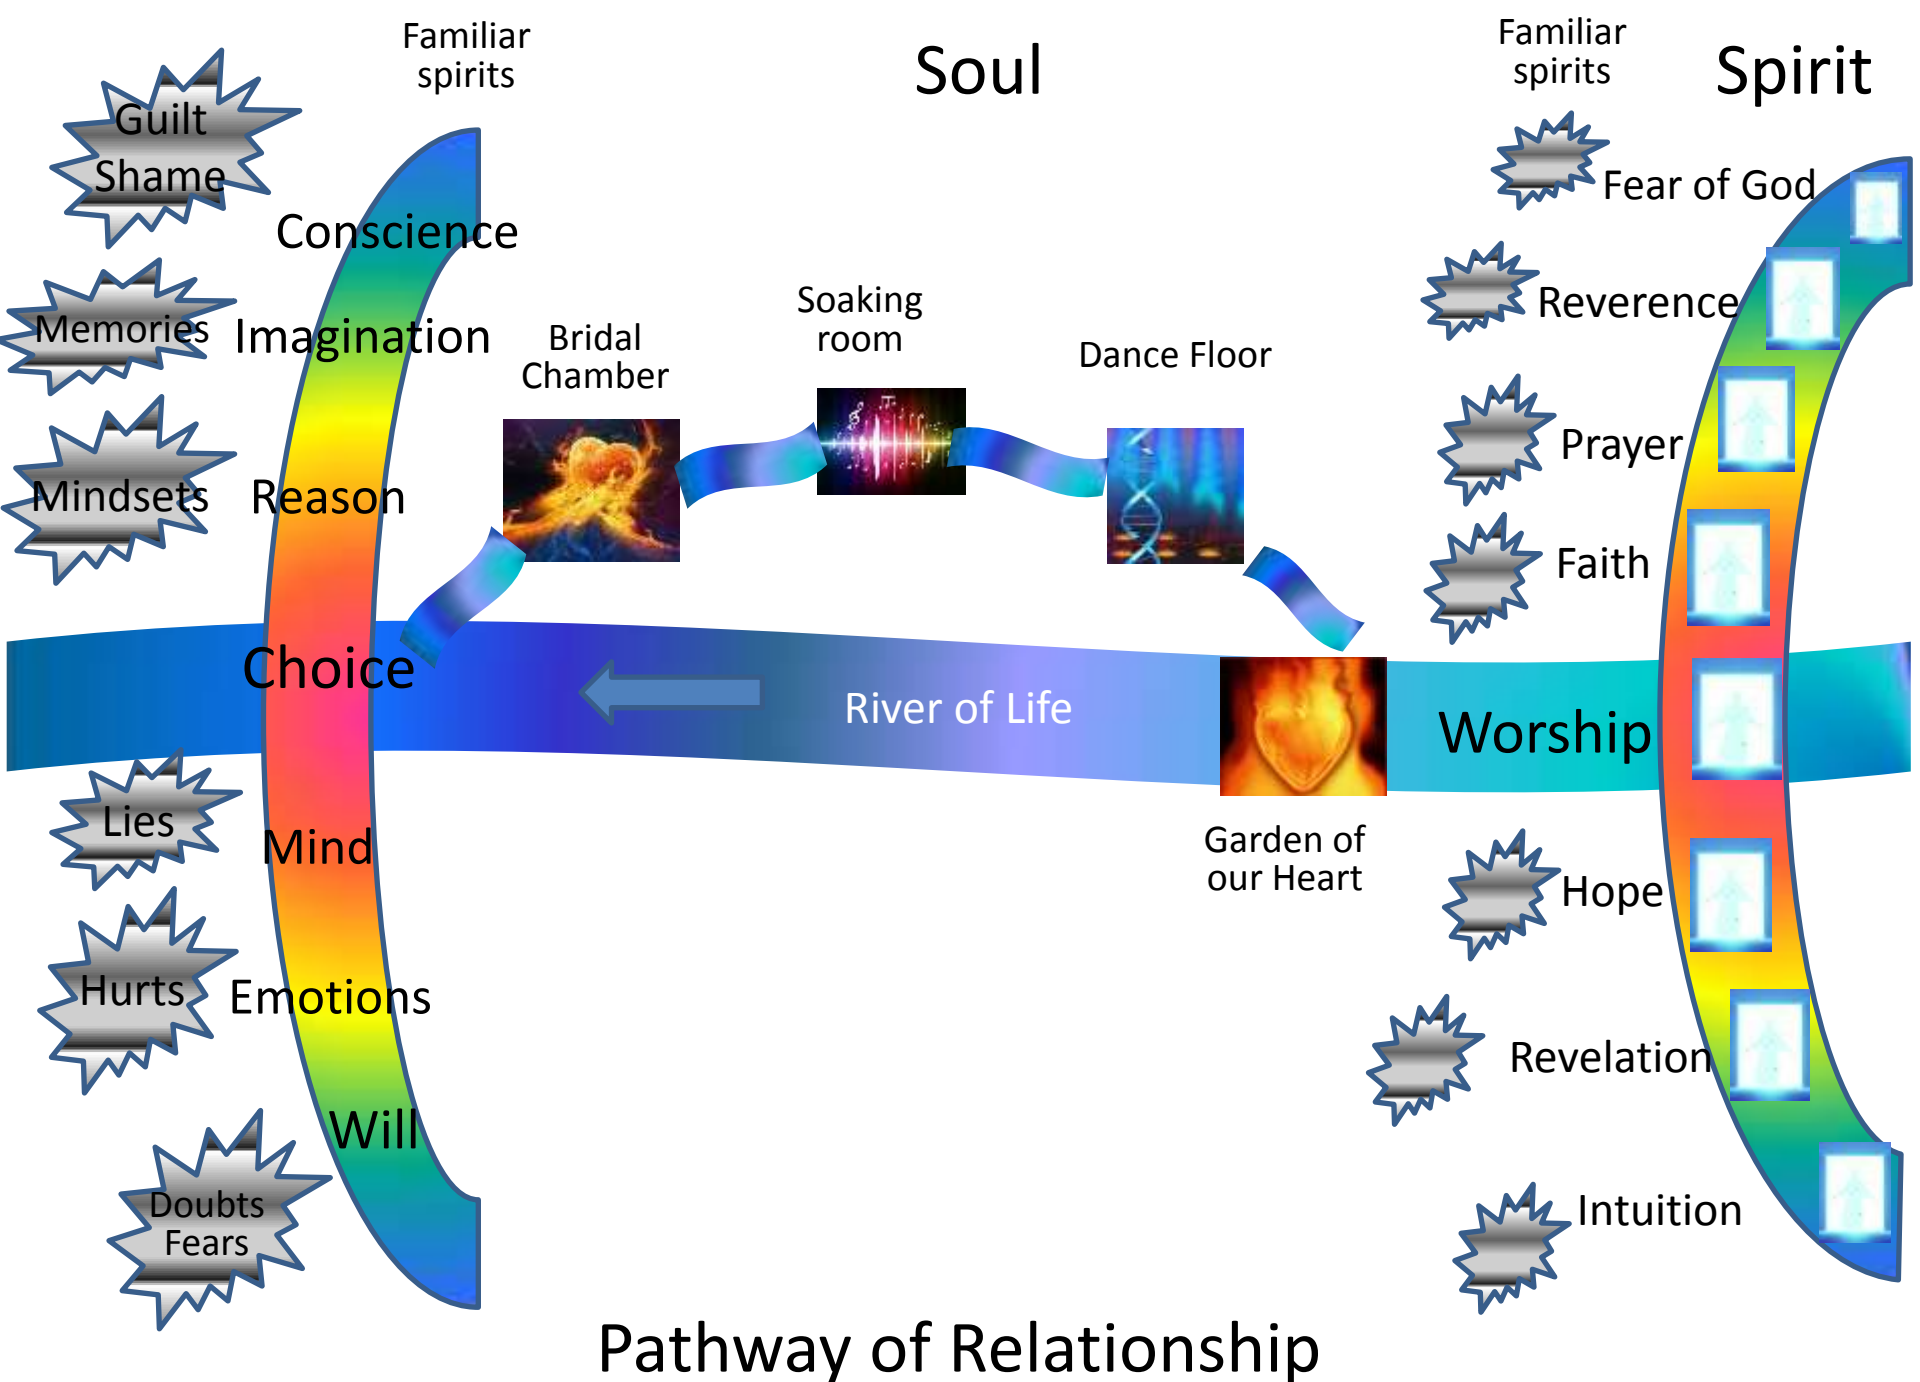 Familiar
spirits
Soul
Familiar
spirits
Spirit
Guilt
Shame
Conscience
Memories
Imagination
Mindsets
Reason
Choice
Lies
Mind
Hurts
Emotions
Will
Doubts
Fears
Bridal
Chamber
Soaking
room
Dance Floor
River of Life
Garden of
our Heart
Fear of God
Reverence
Prayer
Faith
Worship
Hope
Revelation
Intuition
Pathway of Relationship